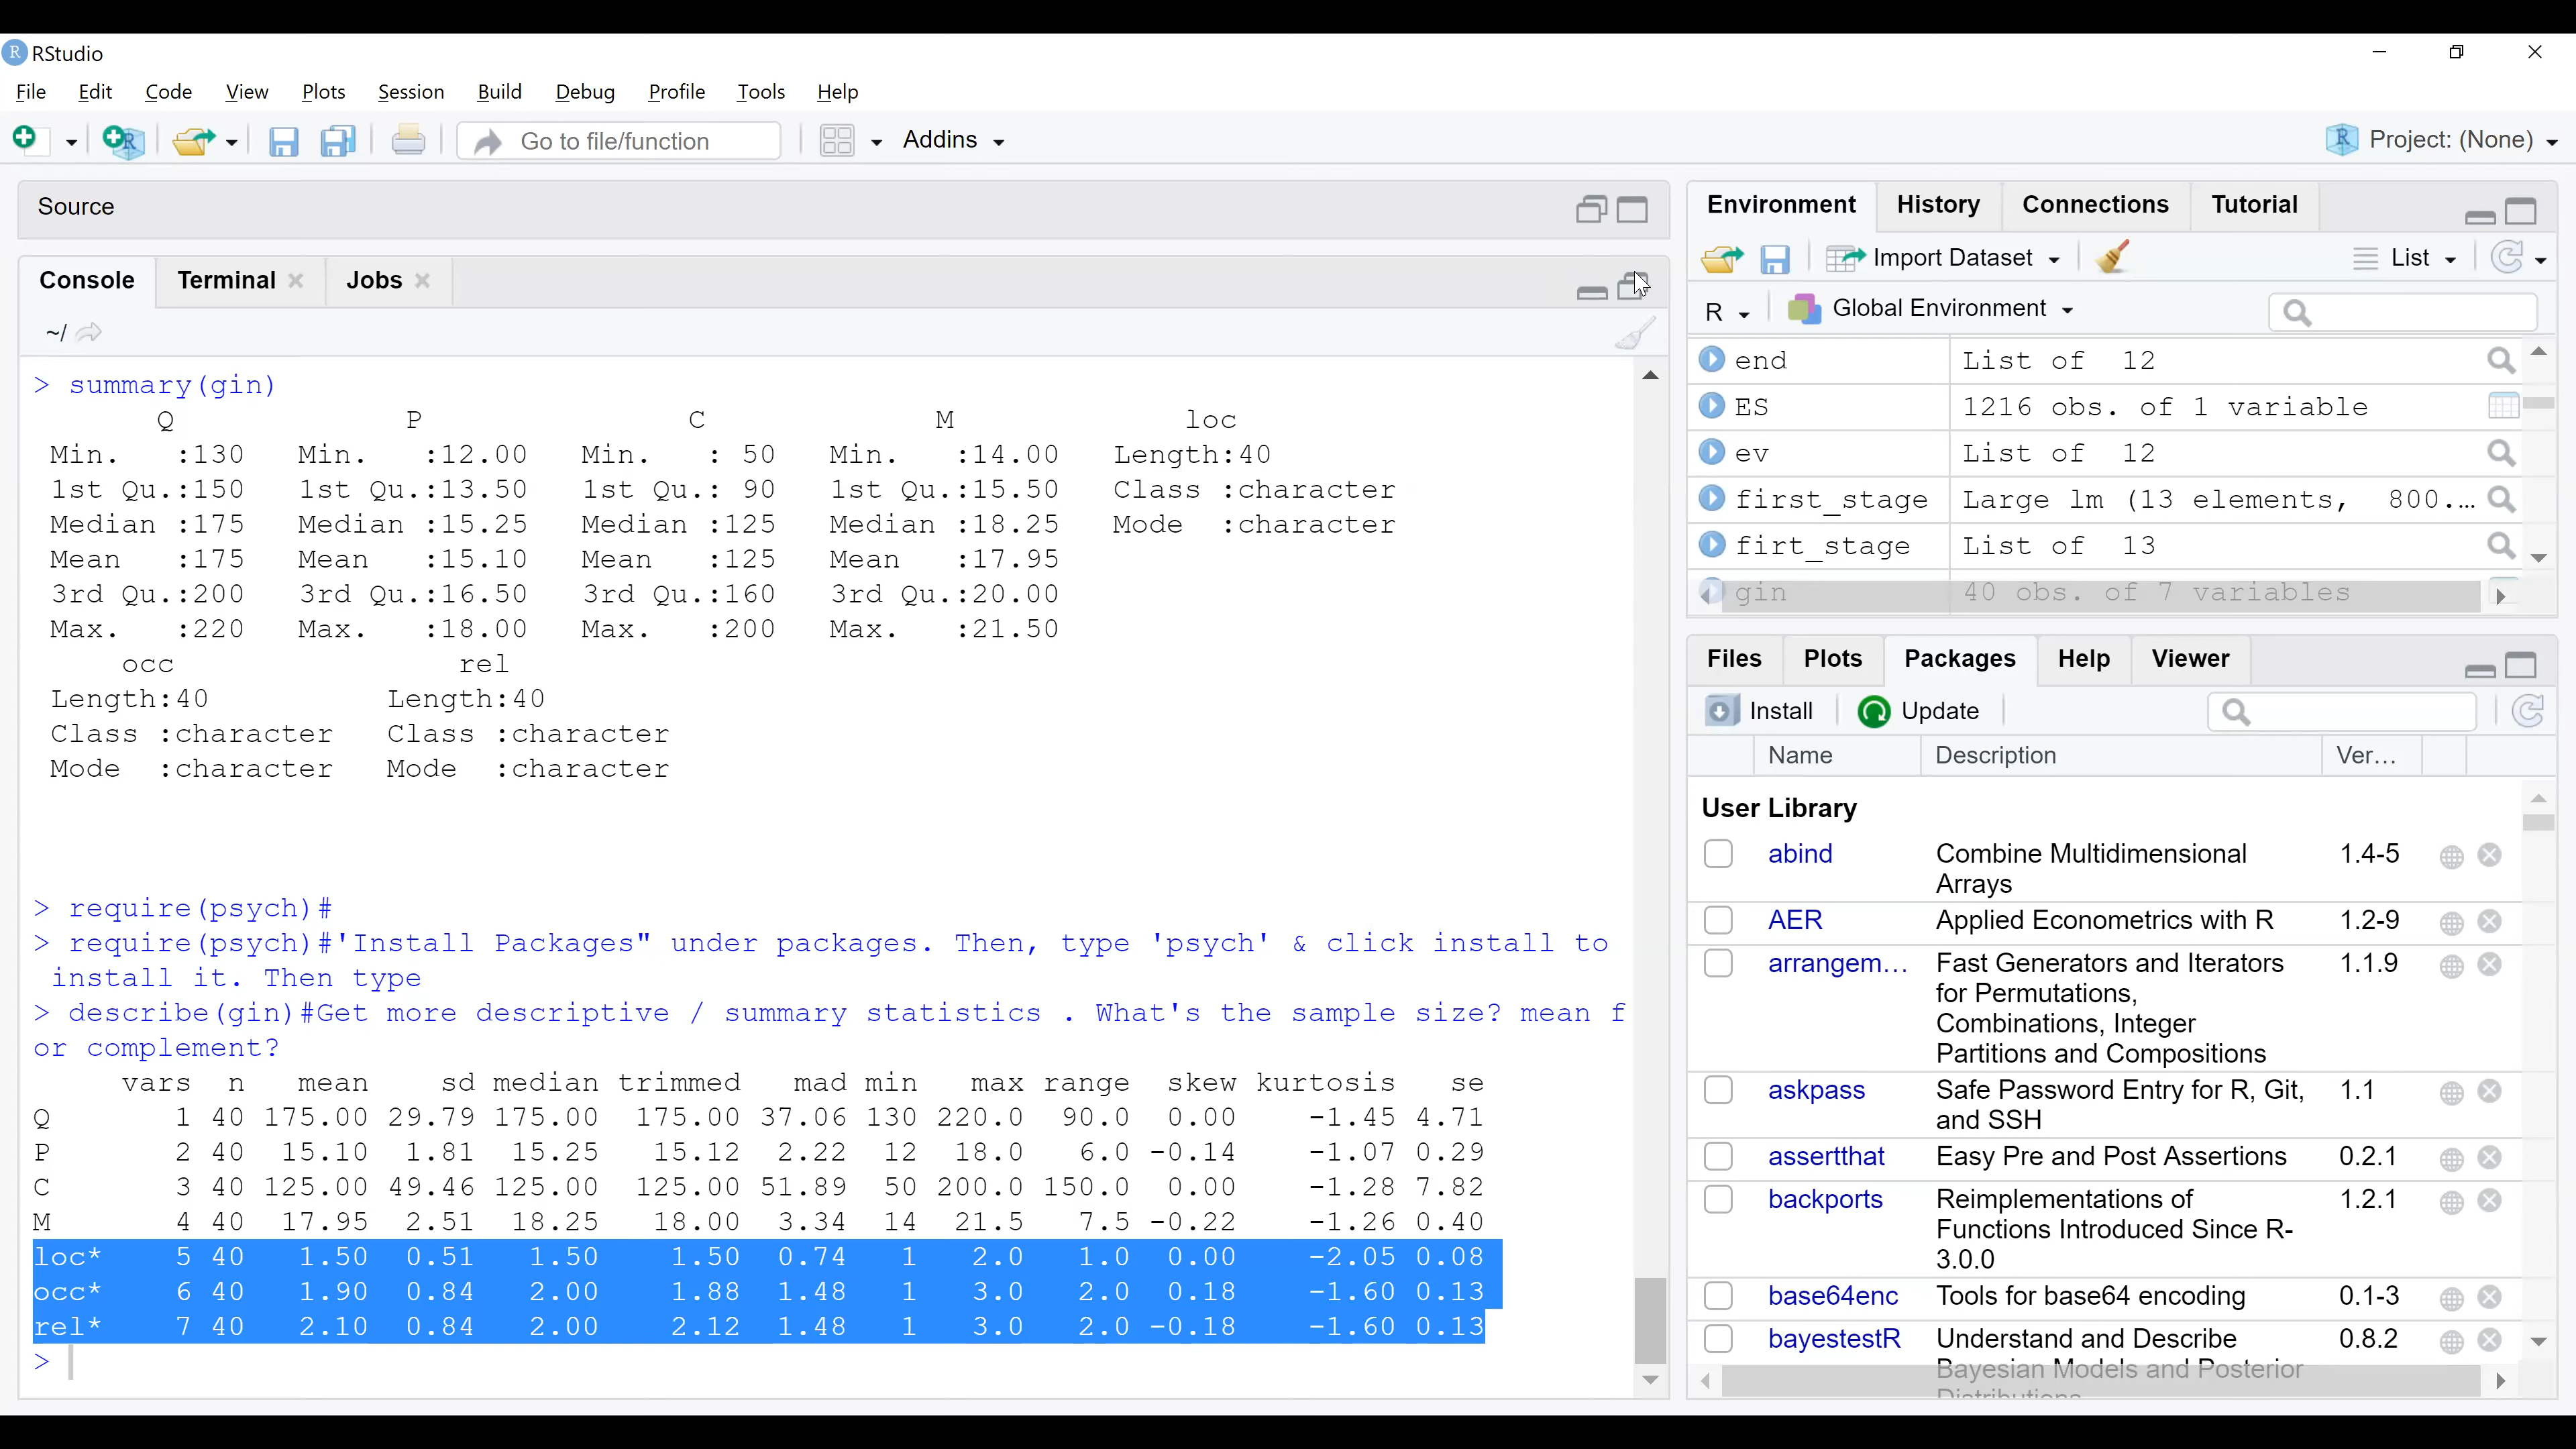 RStudio
File Edit Code View Plots Session Build Debug Profile Tools Help
Go to file/function Addins Project: (None)
Source
Console Terminal Jobs
~/
> summary(gin)
Q P C M loc
Min. :130 Min. :12.00 Min. : 50 Min. :14.00 Length:40
1st Qu.:150 1st Qu.:13.50 1st Qu.: 90 1st Qu.:15.50 Class :character
Median :175 Median :15.25 Median :125 Median :18.25 Mode :character
Mean :175 Mean :15.10 Mean :125 Mean :17.95
3rd Qu.:200 3rd Qu.:16.50 3rd Qu.:160 3rd Qu.:20.00
Max. :220 Max. :18.00 Max. :200 Max. :21.50
occ rel
Length:40 Length:40
Class :character Class :character
Mode :character Mode :character
> require(psych)#
> require(psych)#'Install Packages" under packages. Then, type 'psych' & click install to
install it. Then type
> describe(gin)#Get more descriptive / summary statistics . What's the sample size? mean f
or complement?
vars n mean sd median trimmed mad min max range skew kurtosis se
Q 1 40 175.00 29.79 175.00 175.00 37.06 130 220.0 90.0 0.00 -1.45 4.71
P 2 40 15.10 1.81 15.25 15.12 2.22 12 18.0 6.0 -0.14 -1.07 0.29
C 3 40 125.00 49.46 125.00 125.00 51.89 50 200.0 150.0 0.00 -1.28 7.82
M 4 40 17.95 2.51 18.25 18.00 3.34 14 21.5 7.5 -0.22 -1.26 0.40
loc* 5 40 1.50 0.51 1.50 1.50 0.74 1 2.0 1.0 0.00 -2.05 0.08
occ* 6 40 1.90 0.84 2.00 1.88 1.48 1 3.0 2.0 0.18 -1.60 0.13
rel* 7 40 2.10 0.84 2.00 2.12 1.48 1 3.0 2.0 -0.18 -1.60 0.13
>
Environment History Connections Tutorial
Import Dataset List
R Global Environment
end List of 12
ES 1216 obs. of 1 variable
ev List of 12
first_stage Large lm (13 elements, 800....
firt_stage List of 13
gin 40 obs. of 7 variables
Files Plots Packages Help Viewer
Install Update
Name Description Ver...
User Library
abind Combine Multidimensional 1.4-5
Arrays
AER Applied Econometrics with R 1.2-9
arrangem... Fast Generators and Iterators 1.1.9
for Permutations,
Combinations, Integer
Partitions and Compositions
askpass Safe Password Entry for R, Git, 1.1
and SSH
assertthat Easy Pre and Post Assertions 0.2.1
backports Reimplementations of 1.2.1
Functions Introduced Since R-
3.0.0
base64enc Tools for base64 encoding 0.1-3
bayestestR Understand and Describe 0.8.2
Bayesian Models and Posterior